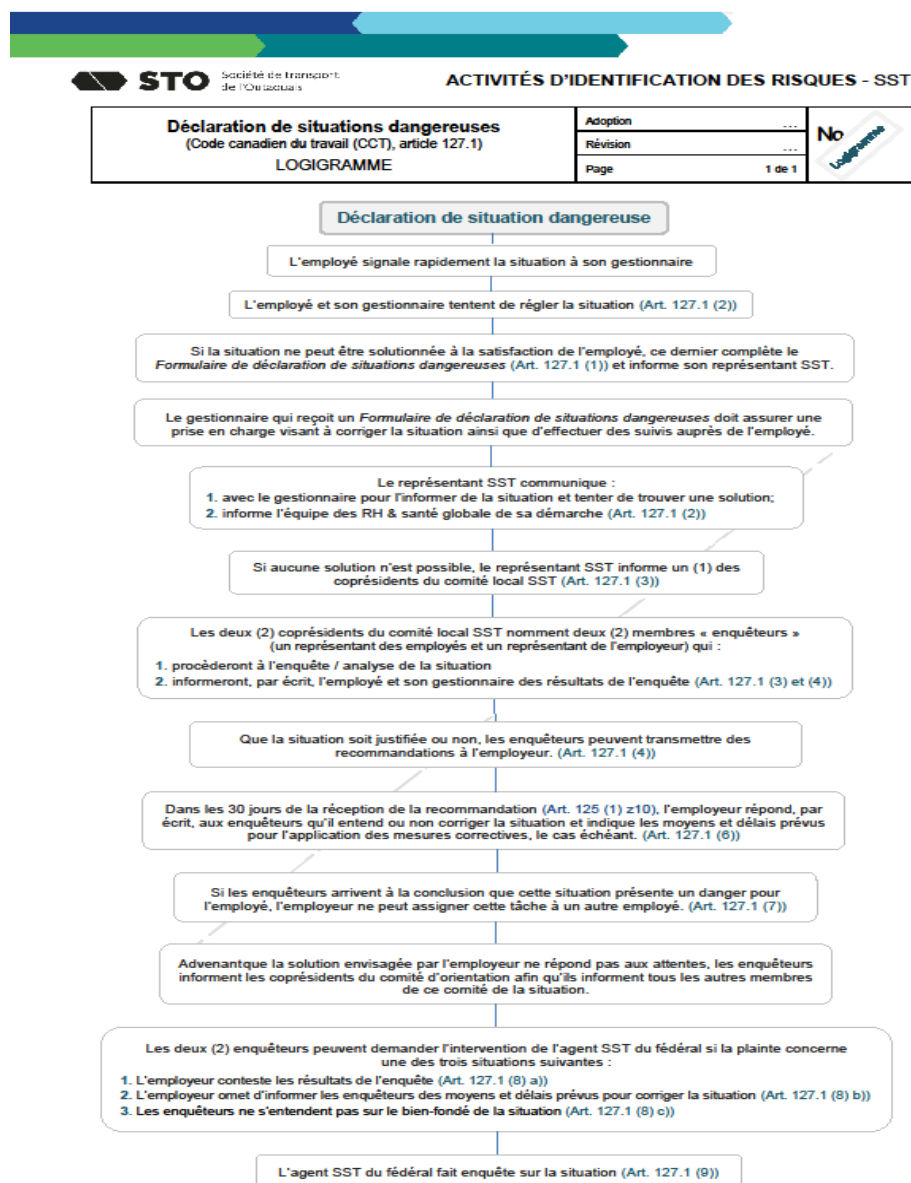 STO Société de transport
de l'Outaouais
ACTIVITÉS D'IDENTIFICATION DES RISQUES - SST
Déclaration de situations dangereuses
(Code canadien du travail (CCT), article 127.1)
LOGIGRAMME
Adoption ...
Révision ...
Page 1 de 1
No
Logigramme
Déclaration de situation dangereuse
L'employé signale rapidement la situation à son gestionnaire
L'employé et son gestionnaire tentent de régler la situation (Art. 127.1 (2))
Si la situation ne peut être solutionnée à la satisfaction de l'employé, ce dernier complète le
Formulaire de déclaration de situations dangereuses (Art. 127.1 (1)) et informe son représentant SST.
Le gestionnaire qui reçoit un Formulaire de déclaration de situations dangereuses doit assurer une
prise en charge visant à corriger la situation ainsi que d'effectuer des suivis auprès de l'employé.
Le représentant SST communique :
1. avec le gestionnaire pour l'informer de la situation et tenter de trouver une solution;
2. informe l'équipe des RH & santé globale de sa démarche (Art. 127.1 (2))
Si aucune solution n'est possible, le représentant SST informe un (1) des
coprésidents du comité local SST (Art. 127.1 (3))
Les deux (2) coprésidents du comité local SST nomment deux (2) membres « enquêteurs »
(un représentant des employés et un représentant de l'employeur) qui :
1. procèderont à l'enquête / analyse de la situation
2. informeront, par écrit, l'employé et son gestionnaire des résultats de l'enquête (Art. 127.1 (3) et (4))
Que la situation soit justifiée ou non, les enquêteurs peuvent transmettre des
recommandations à l'employeur. (Art. 127.1 (4))
Dans les 30 jours de la réception de la recommandation (Art. 125 (1) z10), l'employeur répond, par
écrit, aux enquêteurs qu'il entend ou non corriger la situation et indique les moyens et délais prévus
pour l'application des mesures correctives, le cas échéant. (Art. 127.1 (6))
Si les enquêteurs arrivent à la conclusion que cette situation présente un danger pour
l'employé, l'employeur ne peut assigner cette tâche à un autre employé. (Art. 127.1 (7))
Advenantque la solution envisagée par l'employeur ne répond pas aux attentes, les enquêteurs
informent les coprésidents du comité d'orientation afin qu'ils informent tous les autres membres
de ce comité de la situation.
Les deux (2) enquêteurs peuvent demander l'intervention de l'agent SST du fédéral si la plainte concerne
une des trois situations suivantes :
1. L'employeur conteste les résultats de l'enquête (Art. 127.1 (8) a))
2. L'employeur omet d'informer les enquêteurs des moyens et délais prévus pour corriger la situation (Art. 127.1 (8) b))
3. Les enquêteurs ne s'entendent pas sur le bien-fondé de la situation (Art. 127.1 (8) c))
L'agent SST du fédéral fait enquête sur la situation (Art. 127.1 (9))